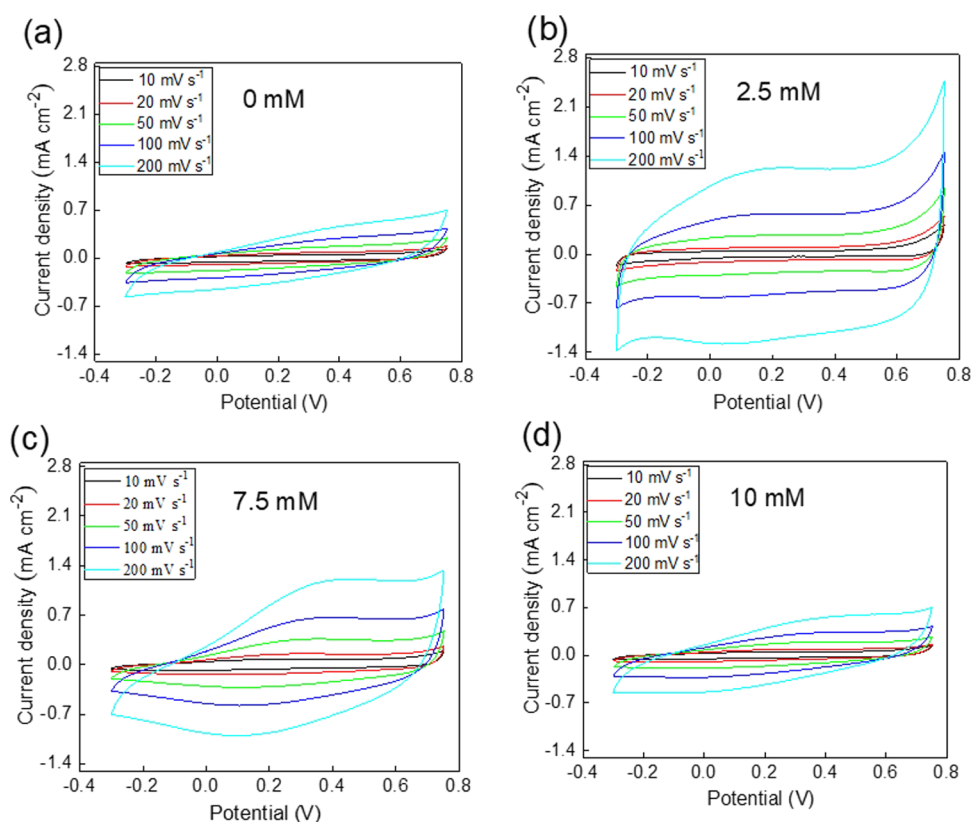 (a)
2.8
2.1
1.4
0.7
0.0
-0.7
-1.4
Current density (mA cm⁻²)
10 mV s⁻¹
20 mV s⁻¹
50 mV s⁻¹
100 mV s⁻¹
200 mV s⁻¹
0 mM
-0.4 -0.2 0.0 0.2 0.4 0.6 0.8
Potential (V)
(b)
2.8
2.1
1.4
0.7
0.0
-0.7
-1.4
Current density (mA cm⁻²)
10 mV s⁻¹
20 mV s⁻¹
50 mV s⁻¹
100 mV s⁻¹
200 mV s⁻¹
2.5 mM
-0.4 -0.2 0.0 0.2 0.4 0.6 0.8
Potential (V)
(c)
2.8
2.1
1.4
0.7
0.0
-0.7
-1.4
Current density (mA cm⁻²)
10 mV s⁻¹
20 mV s⁻¹
50 mV s⁻¹
100 mV s⁻¹
200 mV s⁻¹
7.5 mM
-0.4 -0.2 0.0 0.2 0.4 0.6 0.8
Potential (V)
(d)
2.8
2.1
1.4
0.7
0.0
-0.7
-1.4
Current density (mA cm⁻²)
10 mV s⁻¹
20 mV s⁻¹
50 mV s⁻¹
100 mV s⁻¹
200 mV s⁻¹
10 mM
-0.4 -0.2 0.0 0.2 0.4 0.6 0.8
Potential (V)